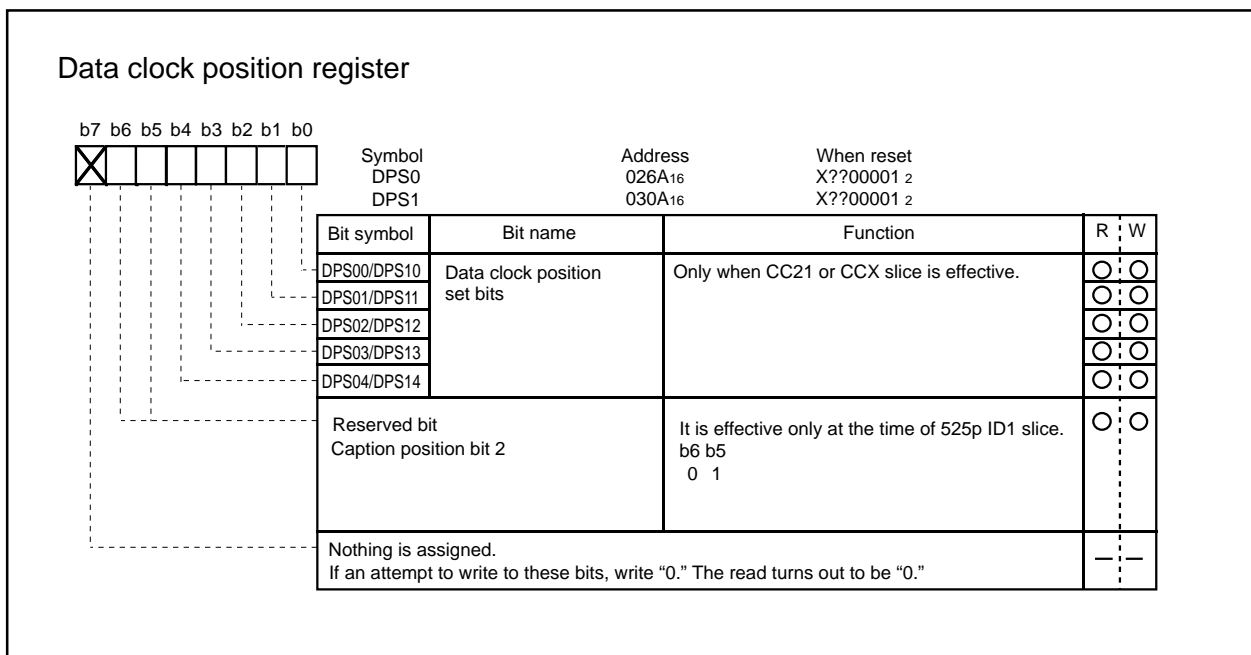 Data clock position register
b7 b6 b5 b4 b3 b2 b1 b0
Symbol Address When reset
DPS0 026A16 X??00001 2
DPS1 030A16 X??00001 2
Bit symbol Bit name Function R W
DPS00/DPS10 Data clock position Only when CC21 or CCX slice is effective.
DPS01/DPS11 set bits
DPS02/DPS12
DPS03/DPS13
DPS04/DPS14
Reserved bit It is effective only at the time of 525p ID1 slice.
Caption position bit 2 b6 b5
0 1
Nothing is assigned.
If an attempt to write to these bits, write “0.” The read turns out to be “0.”